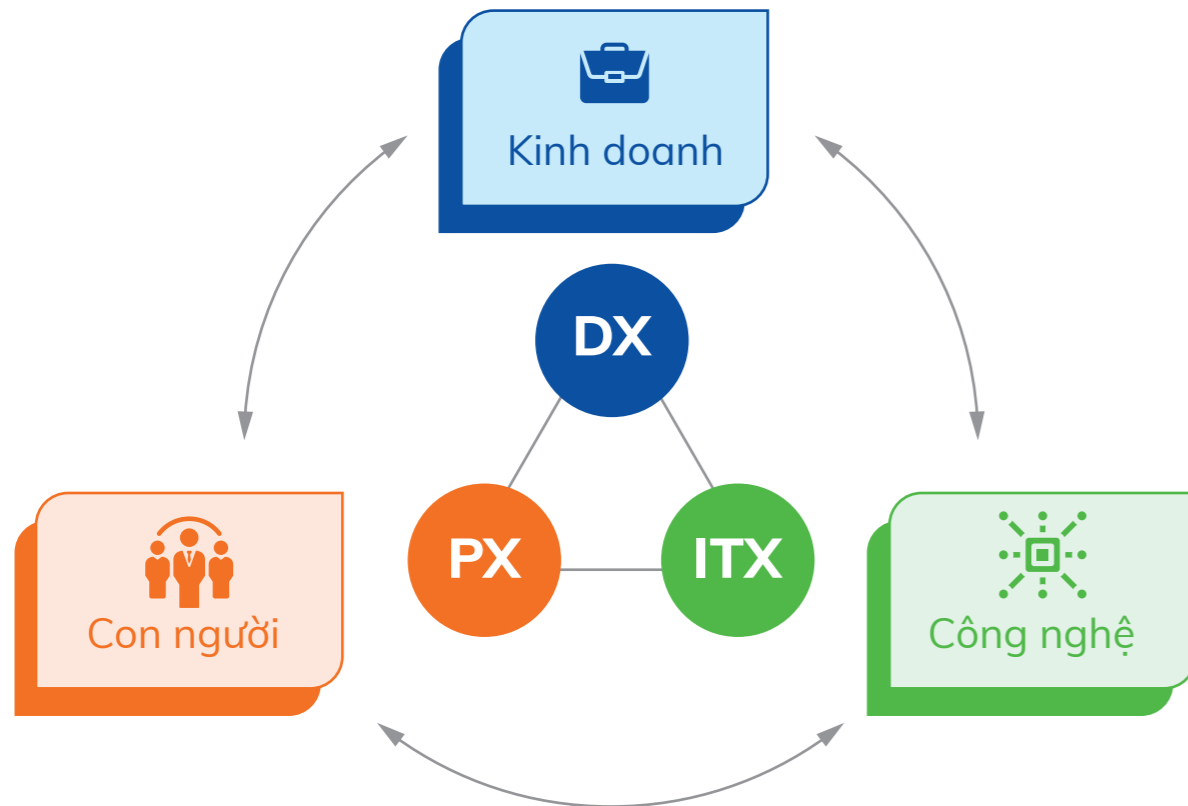 Kinh doanh
DX
PX
ITX
Con người
Công nghệ